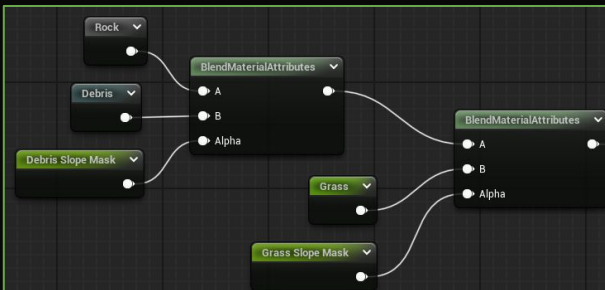 Rock
BlendMaterialAttributes
A
Debris
B
Alpha
Debris Slope Mask
BlendMaterialAttributes
A
B
Grass
Alpha
Grass Slope Mask